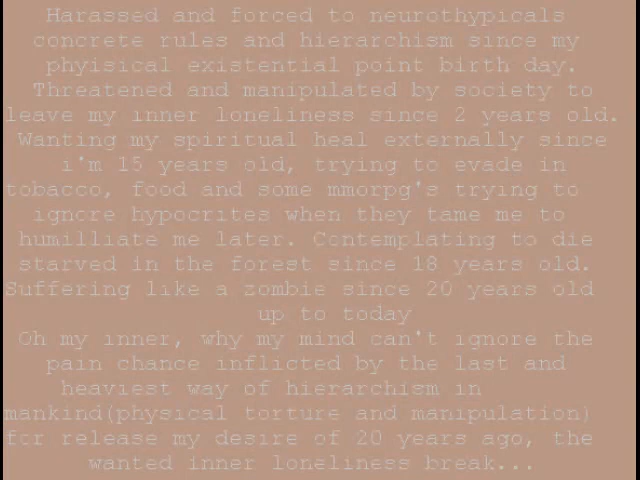 Harassed and forced to neurothypicals
concrete rules and hierarchism since my
phyisical existential point birth day.
Threatened and manipulated by society to
leave my inner loneliness since 2 years old.
Wanting my spiritual heal externally since
i'm 15 years old, trying to evade in
tobacco, food and some mmorpg's trying to
ignore hypocrites when they tame me to
humilliate me later. Contemplating to die
starved in the forest since 18 years old.
Suffering like a zombie since 20 years old
up to today
Oh my inner, why my mind can't ignore the
pain chance inflicted by the last and
heaviest way of hierarchism in
mankind(physical torture and manipulation)
for release my desire of 20 years ago, the
wanted inner loneliness break...